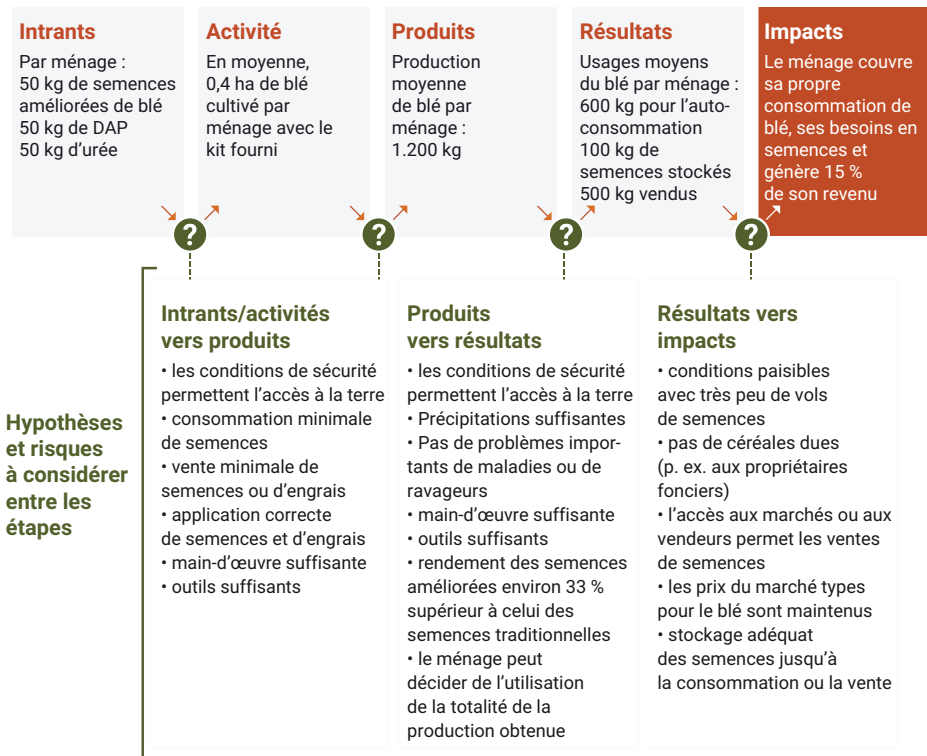 Intrants
Par ménage :
50 kg de semences
améliorées de blé
50 kg de DAP
50 kg d'urée
Activité
En moyenne,
0,4 ha de blé
cultivé par
ménage avec le
kit fourni
Produits
Production
moyenne
de blé par
ménage :
1.200 kg
Résultats
Usages moyens
du blé par ménage :
600 kg pour l'auto-
consommation
100 kg de
semences stockés
500 kg vendus
Impacts
Le ménage couvre
sa propre
consommation de
blé, ses besoins en
semences et
génère 15 %
de son revenu
?
?
?
?
Hypothèses
et risques
à considérer
entre les
étapes
Intrants/activités
vers produits
• les conditions de sécurité
permettent l'accès à la terre
• consommation minimale
de semences
• vente minimale de
semences ou d'engrais
• application correcte
de semences et d'engrais
• main-d'œuvre suffisante
• outils suffisants
Produits
vers résultats
• les conditions de sécurité
permettent l'accès à la terre
• Précipitations suffisantes
• Pas de problèmes impor-
tants de maladies ou de
ravageurs
• main-d'œuvre suffisante
• outils suffisants
• rendement des semences
améliorées environ 33 %
supérieur à celui des
semences traditionnelles
• le ménage peut
décider de l'utilisation
de la totalité de la
production obtenue
Résultats vers
impacts
• conditions paisibles
avec très peu de vols
de semences
• pas de céréales dues
(p. ex. aux propriétaires
fonciers)
• l'accès aux marchés ou aux
vendeurs permet les ventes
de semences
• les prix du marché types
pour le blé sont maintenus
• stockage adéquat
des semences jusqu'à
la consommation ou la vente